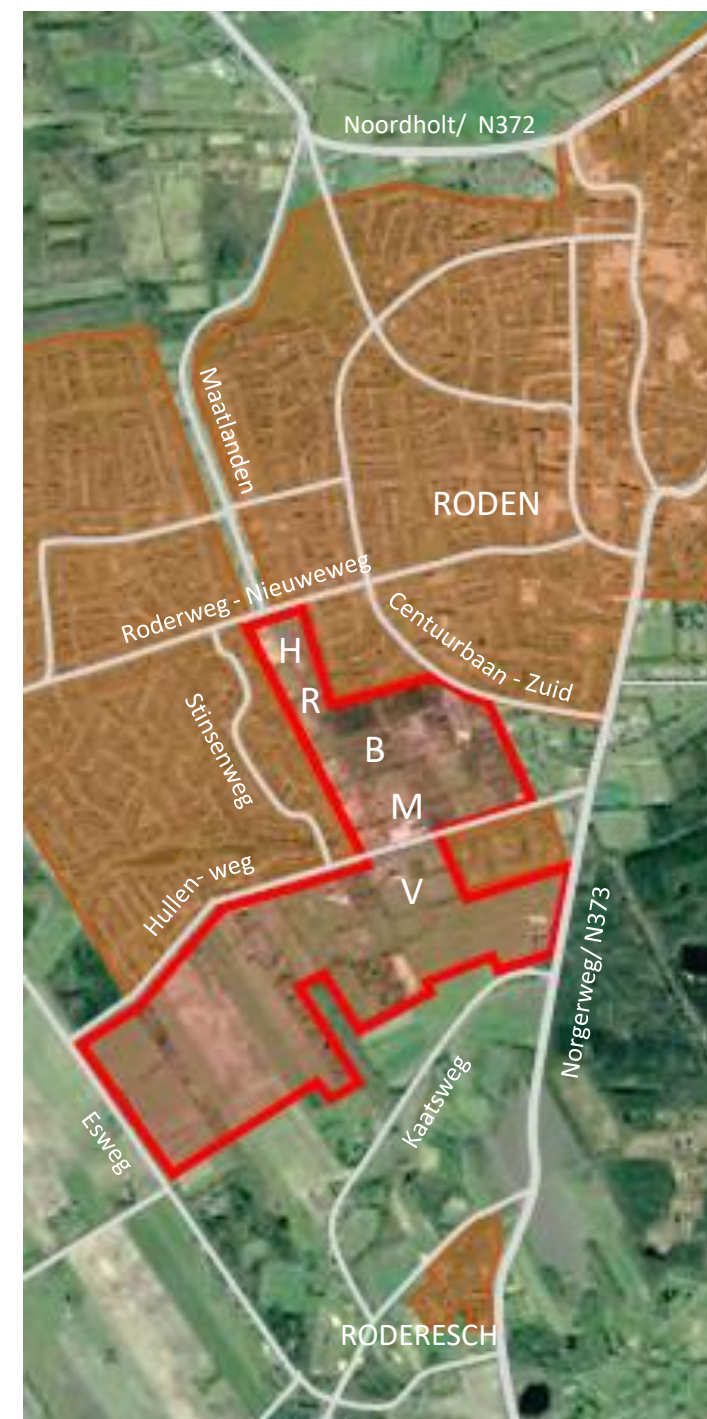 Noordholt/ N372
Maatlanden
RODEN
Roderweg - Nieuweweg
Centuurbaan - Zuid
H
R
Stinsenweg
B
M
Hullen- weg
V
Norgerweg/ N373
Kaatsweg
Esweg
RODERESCH